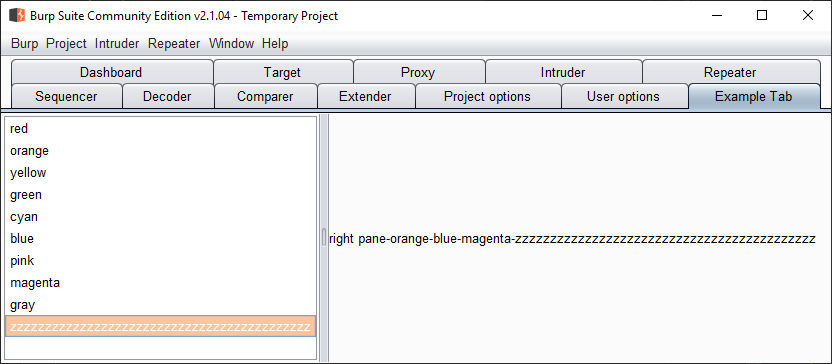 Burp Suite Community Edition v2.1.04 - Temporary Project
Burp Project Intruder Repeater Window Help
Dashboard Target Proxy Intruder Repeater
Sequencer Decoder Comparer Extender Project options User options Example Tab
red
orange
yellow
green
cyan
blue
pink
magenta
gray
zzzzzzzzzzzzzzzzzzzzzzzzzzzzzzzzzzzzzzzzzzz
right pane-orange-blue-magenta-zzzzzzzzzzzzzzzzzzzzzzzzzzzzzzzzzzzzzzzzzzz